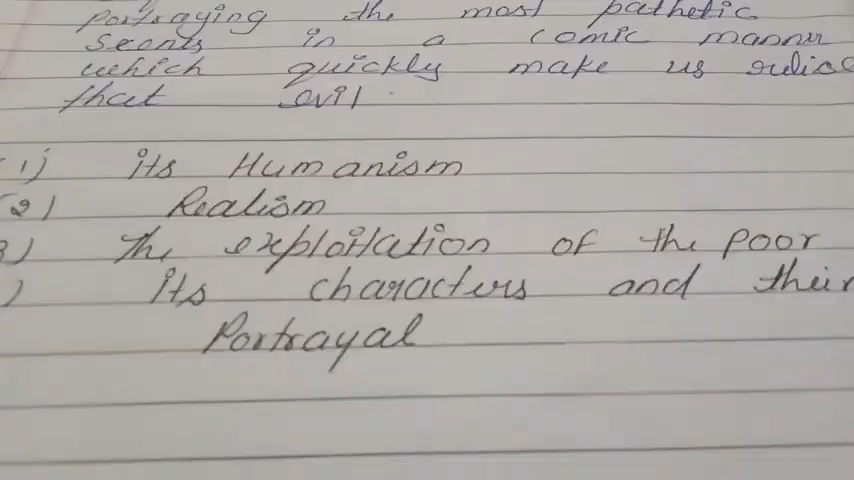 portraying the most pathetic
Seens in a comic manner
which quickly make us
that evil.
1) its Humanism
(2) Realism
3) The exploitation of the poor
) its characters and their
Portrayal